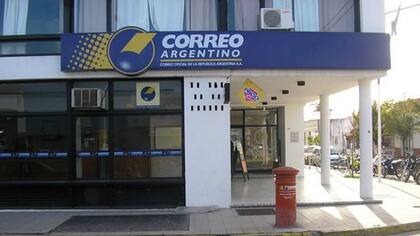 CORREO
ARGENTINO
CORREO OFICIAL DE LA REPUBLICA ARGENTINA S.A.